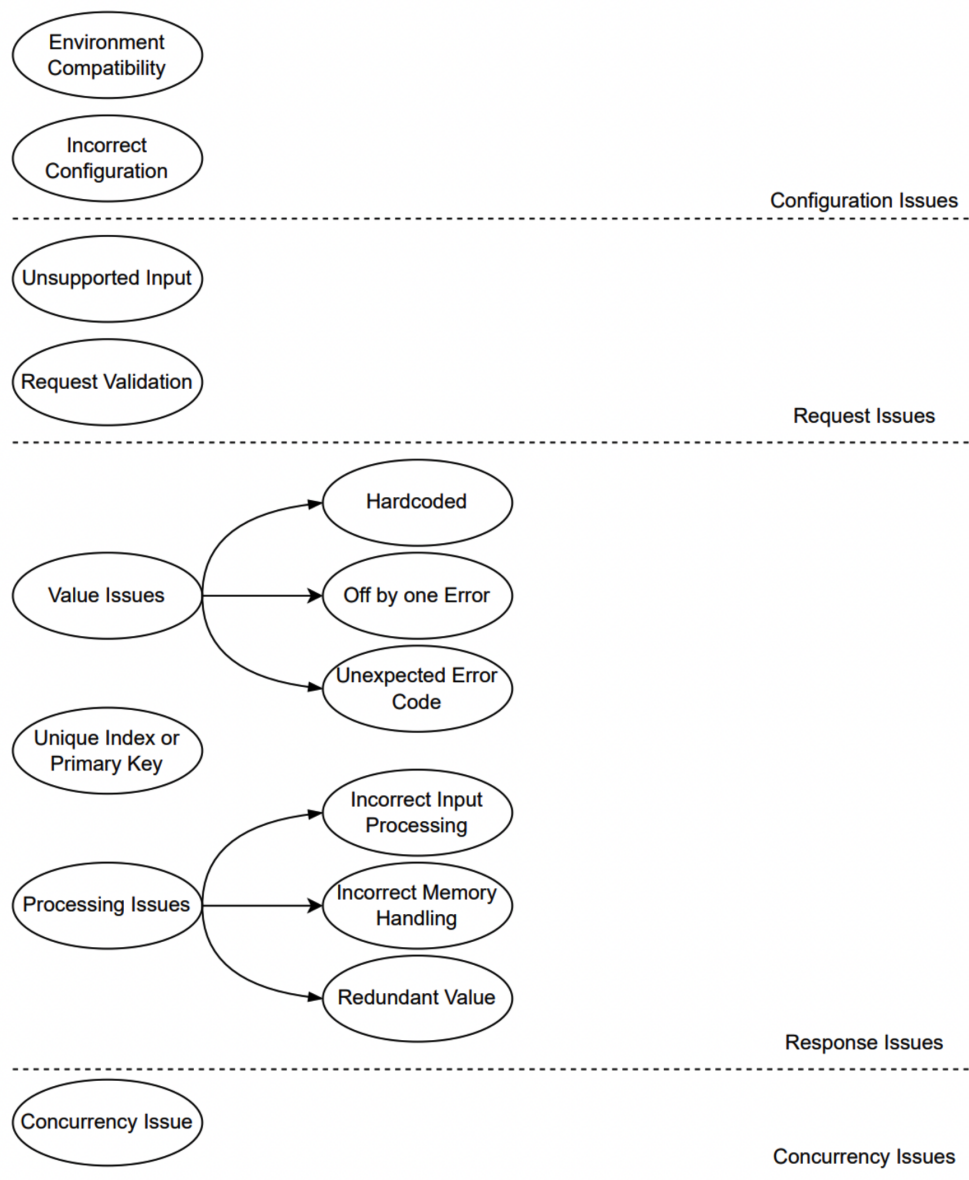 Environment
Compatibility
Incorrect
Configuration
Configuration Issues
Unsupported Input
Request Validation
Request Issues
Hardcoded
Value Issues
Off by one Error
Unexpected Error
Code
Unique Index or
Primary Key
Incorrect Input
Processing
Processing Issues
Incorrect Memory
Handling
Redundant Value
Response Issues
Concurrency Issue
Concurrency Issues